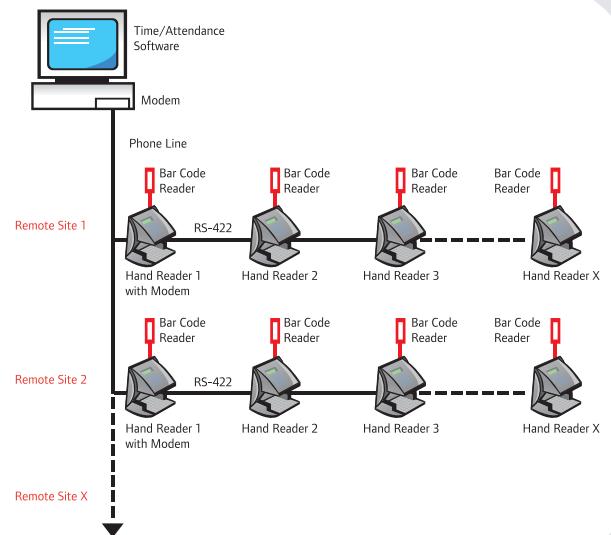 Time/Attendance
Software
Modem
Phone Line
Bar Code
Reader
Bar Code
Reader
Bar Code
Reader
Bar Code
Reader
Remote Site 1
RS-422
Hand Reader 1
with Modem
Hand Reader 2
Hand Reader 3
Hand Reader X
Bar Code
Reader
Bar Code
Reader
Bar Code
Reader
Bar Code
Reader
Remote Site 2
RS-422
Hand Reader 1
with Modem
Hand Reader 2
Hand Reader 3
Hand Reader X
Remote Site X